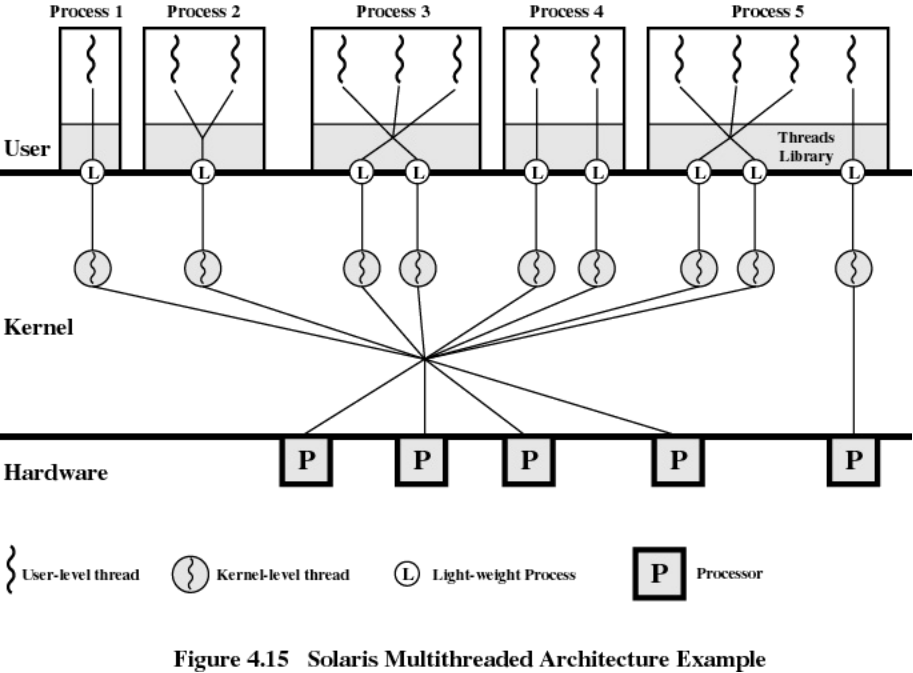 Process 1 Process 2 Process 3 Process 4 Process 5
User
Threads
Library
L L L L L L L L L
Kernel
P P P P P
Hardware
User-level thread Kernel-level thread L Light-weight Process P Processor
Figure 4.15 Solaris Multithreaded Architecture Example